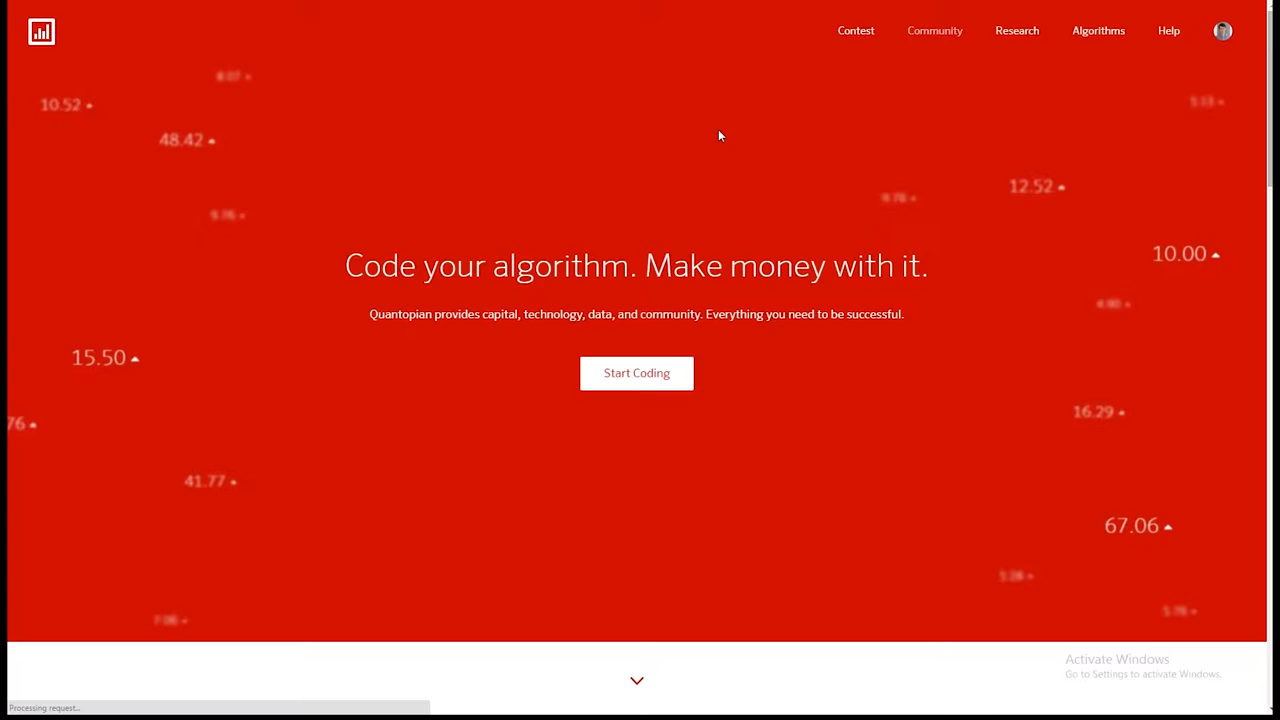 Contest Community Research Algorithms Help
10.52
48.42
12.52
10.00
Code your algorithm. Make money with it.
Quantopian provides capital, technology, data, and community. Everything you need to be successful.
15.50
Start Coding
16.29
76
41.77
67.06
Activate Windows
Go to Settings to activate Windows.
Processing request...